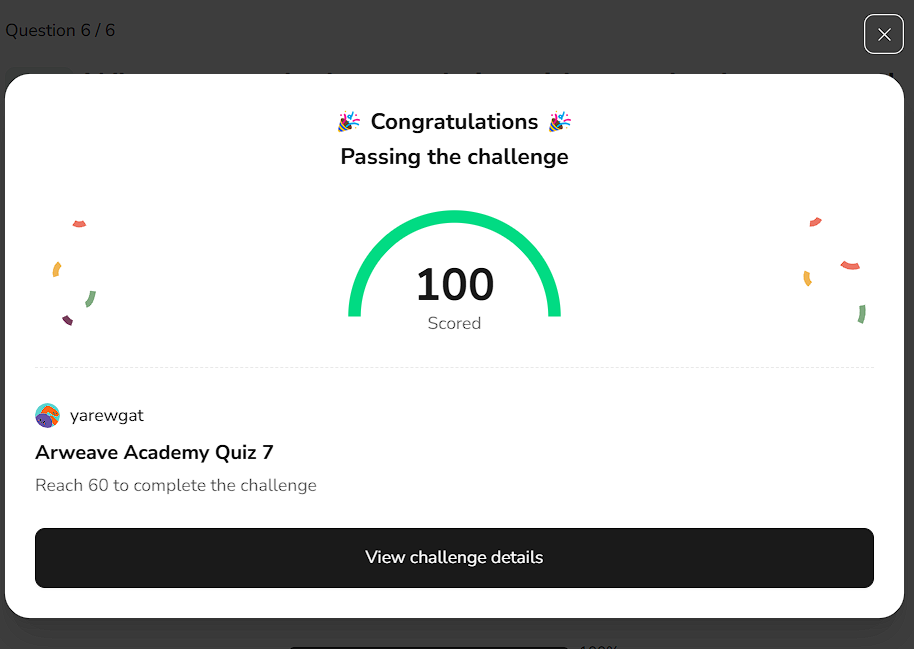 Question 6 / 6
Congratulations
Passing the challenge
100
Scored
yarewgat
Arweave Academy Quiz 7
Reach 60 to complete the challenge
View challenge details
100%